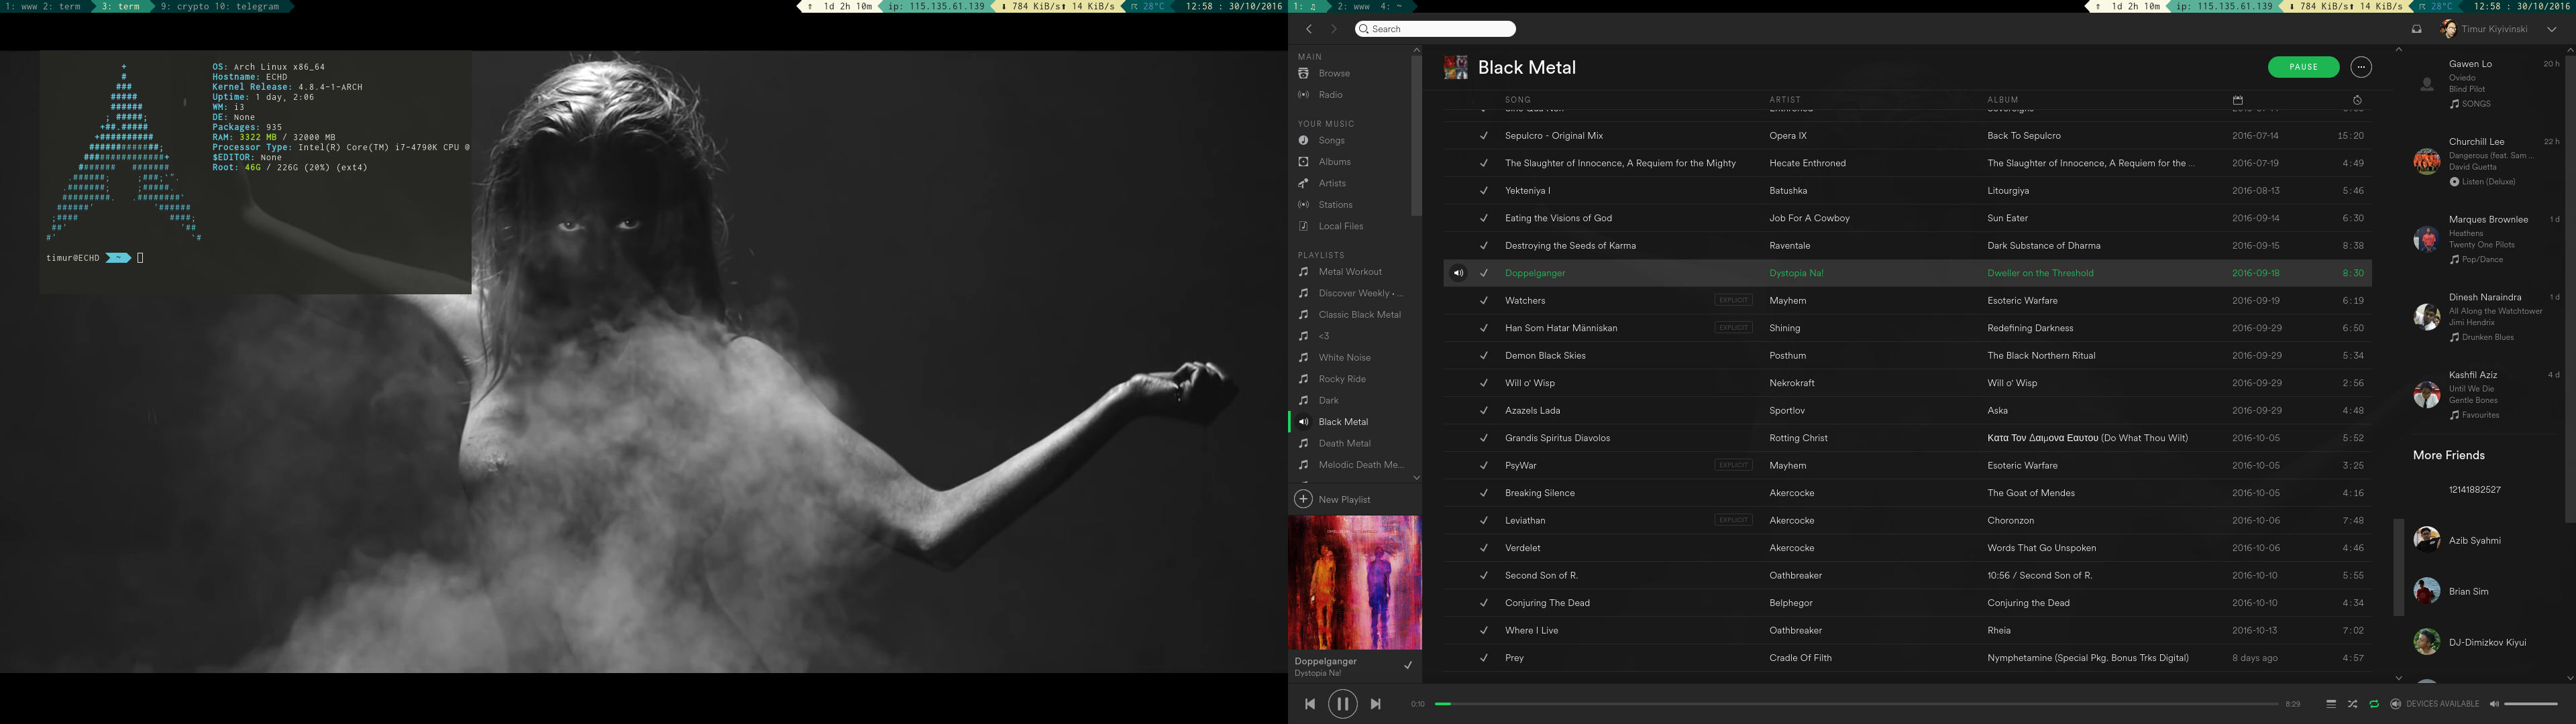 1: www 2: term 3: term 9: crypto 10: telegram
↑ 1d 2h 10m ip: 115.135.61.139 ⬇ 784 KiB/s⬆ 14 KiB/s 28°C 12:58 : 30/10/2016
1: ♫ 2: www 4: ~
↑ 1d 2h 10m ip: 115.135.61.139 ⬇ 784 KiB/s⬆ 14 KiB/s 28°C 12:58 : 30/10/2016
OS: Arch Linux x86_64
Hostname: ECHD
Kernel Release: 4.8.4-1-ARCH
Uptime: 1 day, 2:06
WM: i3
DE: None
Packages: 935
RAM: 3322 MB / 32000 MB
Processor Type: Intel(R) Core(TM) i7-4790K CPU @
$EDITOR: None
Root: 46G / 226G (20%) (ext4)
timur@ECHD ~
Search
Timur Kiyivinski
MAIN
Browse
Radio
YOUR MUSIC
Songs
Albums
Artists
Stations
Local Files
PLAYLISTS
Metal Workout
Discover Weekly • ...
Classic Black Metal
<3
White Noise
Rocky Ride
Dark
Black Metal
Death Metal
Melodic Death Me...
New Playlist
Doppelganger
Dystopia Na!
Black Metal
PAUSE
SONG ARTIST ALBUM
Sepulcro - Original Mix Opera IX Back To Sepulcro 2016-07-14 15:20
The Slaughter of Innocence, A Requiem for the Mighty Hecate Enthroned The Slaughter of Innocence, A Requiem for the ... 2016-07-19 4:49
Yekteniya I Batushka Litourgiya 2016-08-13 5:46
Eating the Visions of God Job For A Cowboy Sun Eater 2016-09-14 6:30
Destroying the Seeds of Karma Raventale Dark Substance of Dharma 2016-09-15 8:38
Doppelganger Dystopia Na! Dweller on the Threshold 2016-09-18 8:30
Watchers EXPLICIT Mayhem Esoteric Warfare 2016-09-19 6:19
Han Som Hatar Människan EXPLICIT Shining Redefining Darkness 2016-09-29 6:50
Demon Black Skies Posthum The Black Northern Ritual 2016-09-29 5:34
Will o' Wisp Nekrokraft Will o' Wisp 2016-09-29 2:56
Azazels Lada Sportlov Aska 2016-09-29 4:48
Grandis Spiritus Diavolos Rotting Christ Κατα Τον Δαιμονα Εαυτου (Do What Thou Wilt) 2016-10-05 5:52
PsyWar EXPLICIT Mayhem Esoteric Warfare 2016-10-05 3:25
Breaking Silence Akercocke The Goat of Mendes 2016-10-05 4:16
Leviathan EXPLICIT Akercocke Choronzon 2016-10-06 7:48
Verdelet Akercocke Words That Go Unspoken 2016-10-06 4:46
Second Son of R. Oathbreaker 10:56 / Second Son of R. 2016-10-10 5:55
Conjuring The Dead Belphegor Conjuring the Dead 2016-10-10 4:34
Where I Live Oathbreaker Rheia 2016-10-13 7:02
Prey Cradle Of Filth Nymphetamine (Special Pkg. Bonus Trks Digital) 8 days ago 4:57
Gawen Lo 20 h
Oviedo
Blind Pilot
SONGS
Churchill Lee 22 h
Dangerous (feat. Sam ...
David Guetta
Listen (Deluxe)
Marques Brownlee 1 d
Heathens
Twenty One Pilots
Pop/Dance
Dinesh Naraindra 1 d
All Along the Watchtower
Jimi Hendrix
Drunken Blues
Kashfil Aziz 4 d
Until We Die
Gentle Bones
Favourites
More Friends
12141882527
Azib Syahmi
Brian Sim
DJ-Dimizkov Kiyui
0:10 8:29
DEVICES AVAILABLE